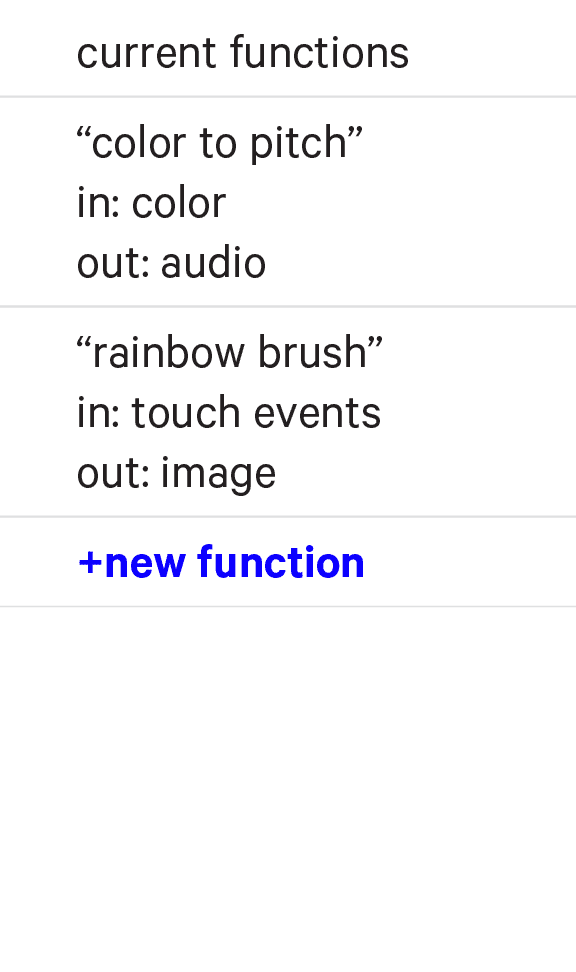 current functions
“color to pitch”
in: color
out: audio
“rainbow brush”
in: touch events
out: image
+new function